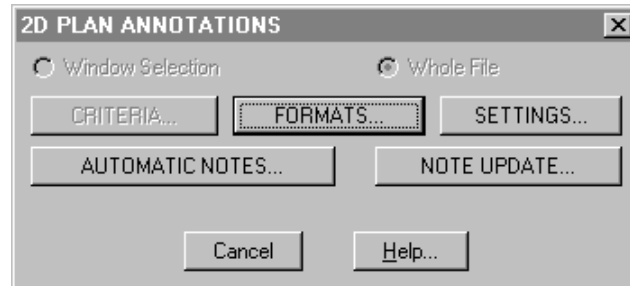 2D PLAN ANNOTATIONS
Window Selection Whole File
CRITERIA... FORMATS... SETTINGS...
AUTOMATIC NOTES... NOTE UPDATE...
Cancel Help...